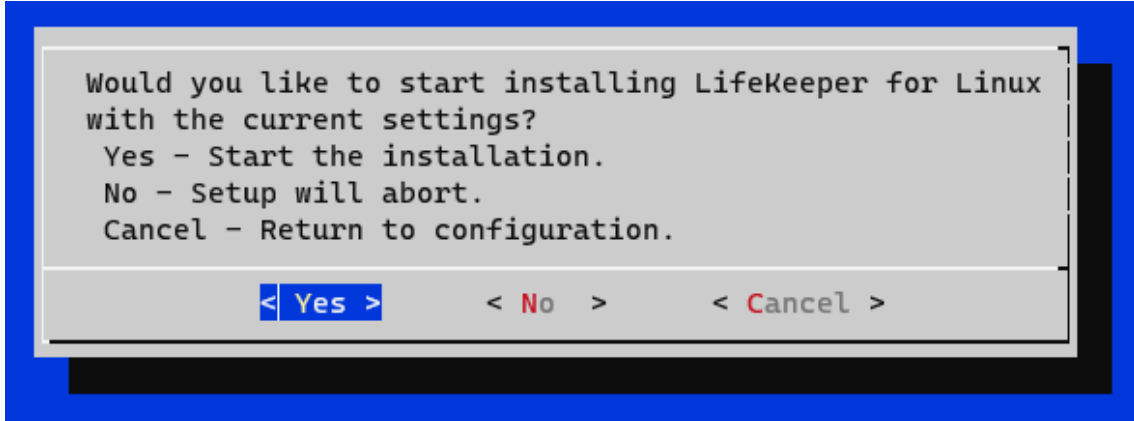 Would you like to start installing LifeKeeper for Linux
with the current settings?
Yes - Start the installation.
No - Setup will abort.
Cancel - Return to configuration.
< Yes > < No > < Cancel >